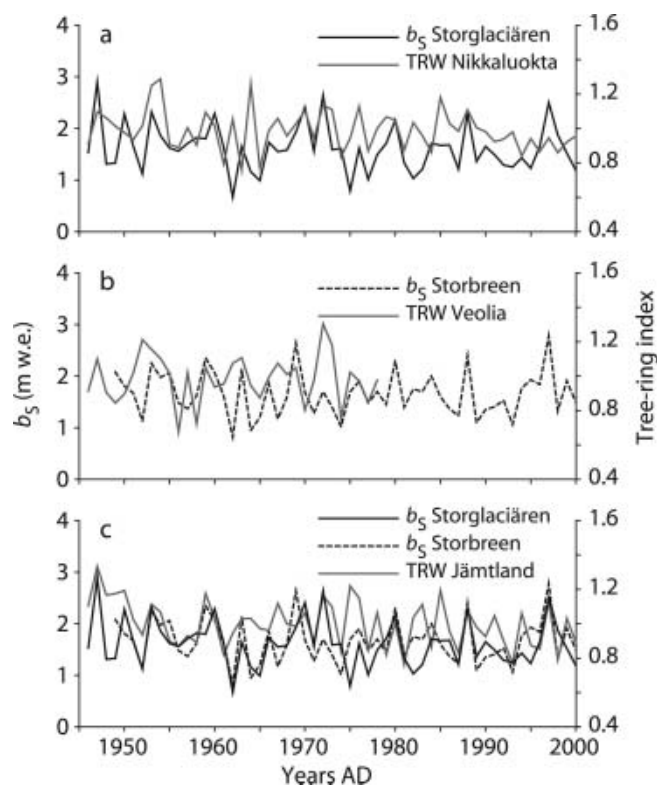 a
bS Storglaciären
TRW Nikkaluokta
4
3
2
1
0
1.6
1.2
0.8
0.4
b
bS Storbreen
TRW Veolia
4
3
2
1
0
1.6
1.2
0.8
0.4
bS (m w.e.)
Tree-ring index
c
bS Storglaciären
bS Storbreen
TRW Jämtland
4
3
2
1
0
1.6
1.2
0.8
0.4
1950 1960 1970 1980 1990 2000
Years AD